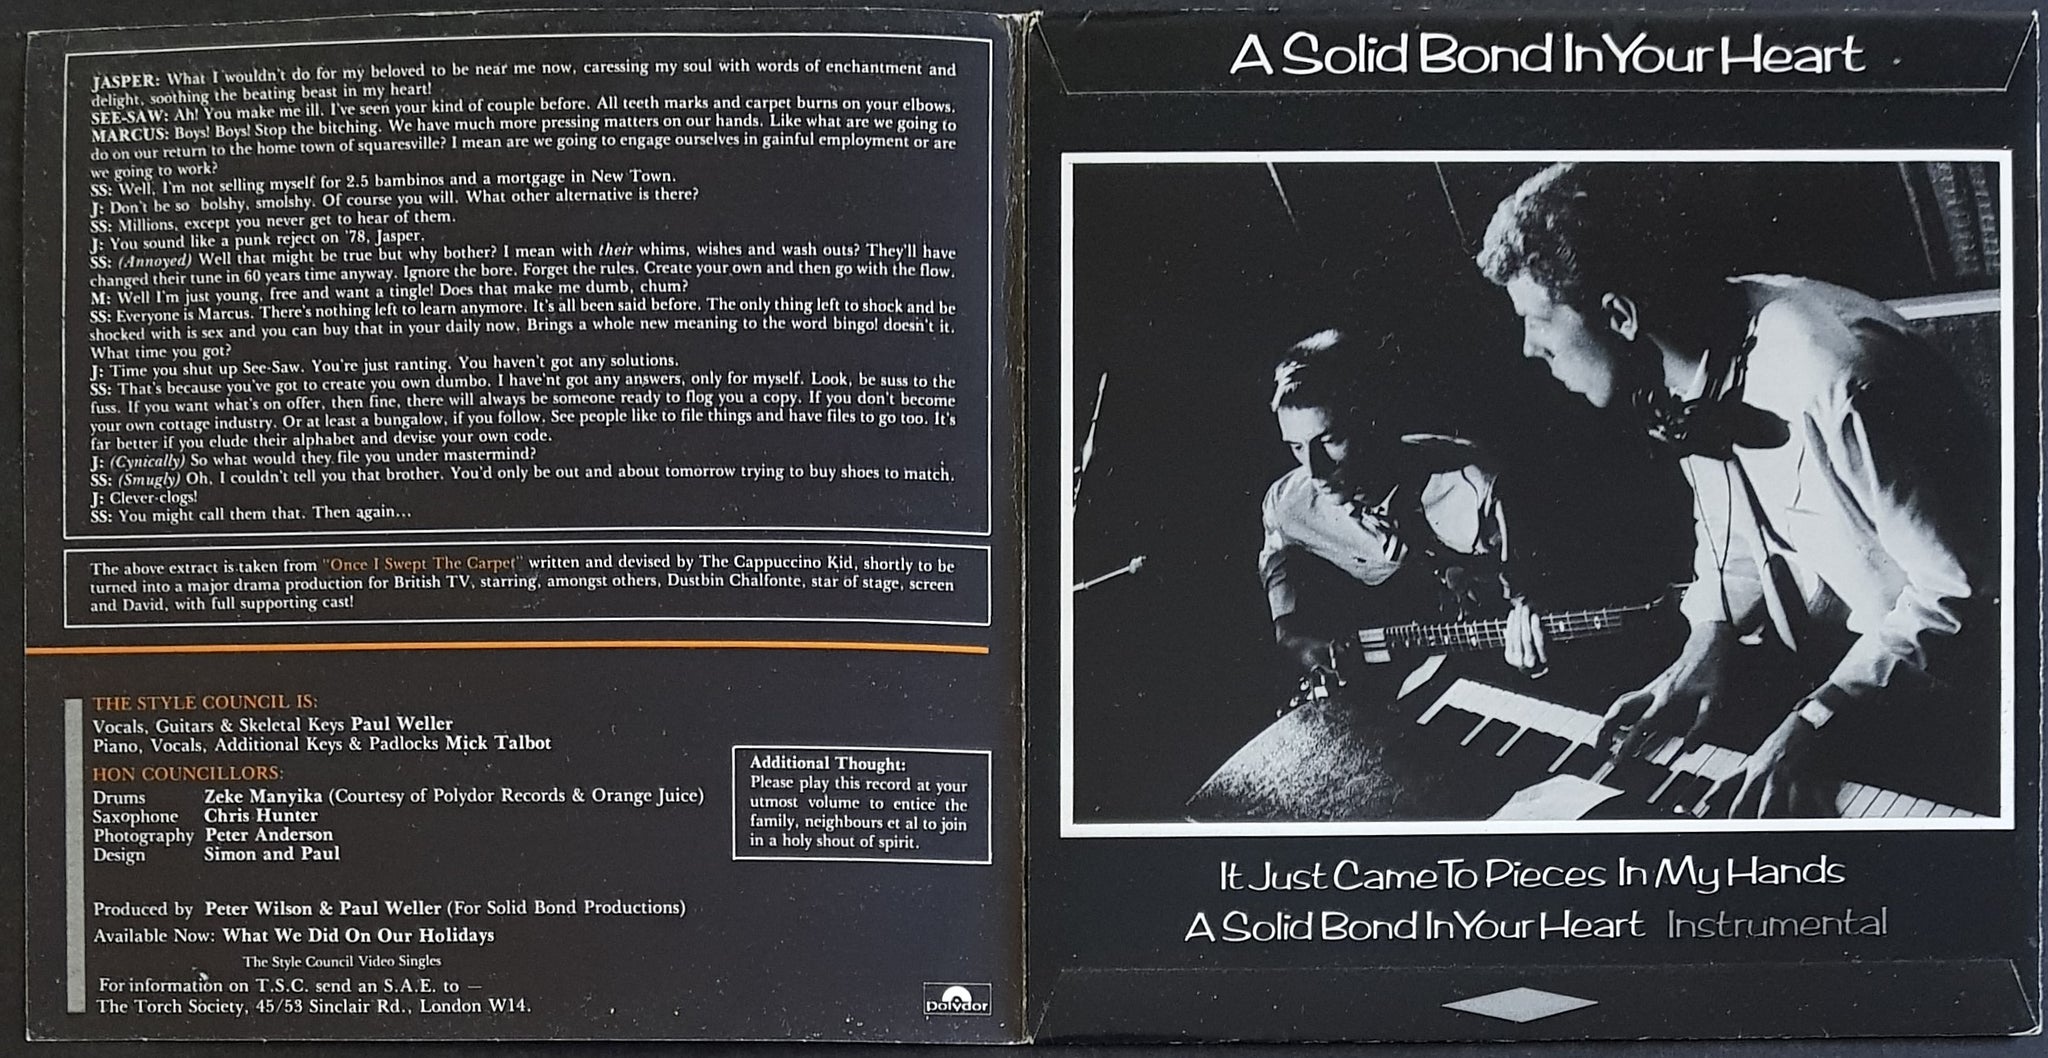 JASPER: What I wouldn't do for my beloved to be near me now, caressing my soul with words of enchantment and
delight, soothing the beating beast in my heart!
SEE-SAW: Ah! You make me ill. I've seen your kind of couple before. All teeth marks and carpet burns on your elbows.
MARCUS: Boys! Boys! Stop the bitching. We have much more pressing matters on our hands. Like what are we going to
do on our return to the home town of squaresville? I mean are we going to engage ourselves in gainful employment or are
we going to work?
SS: Well, I'm not selling myself for 2.5 bambinos and a mortgage in New Town.
J: Don't be so bolshy, smolshy. Of course you will. What other alternative is there?
SS: Millions, except you never get to hear of them.
J: You sound like a punk reject on '78, Jasper.
SS: (Annoyed) Well that might be true but why bother? I mean with their whims, wishes and wash outs? They'll have
changed their tune in 60 years time anyway. Ignore the bore. Forget the rules. Create your own and then go with the flow.
M: Well I'm just young, free and want a tingle! Does that make me dumb, chum?
SS: Everyone is Marcus. There's nothing left to learn anymore. It's all been said before. The only thing left to shock and be
shocked with is sex and you can buy that in your daily now. Brings a whole new meaning to the word bingo! doesn't it.
What time you got?
J: Time you shut up See-Saw. You're just ranting. You haven't got any solutions.
SS: That's because you've got to create you own dumbo. I have'nt got any answers, only for myself. Look, be suss to the
fuss. If you want what's on offer, then fine, there will always be someone ready to flog you a copy. If you don't become
your own cottage industry. Or at least a bungalow, if you follow. See people like to file things and have files to go too. It's
far better if you elude their alphabet and devise your own code.
J: (Cynically) So what would they file you under mastermind?
SS: (Smugly) Oh, I couldn't tell you that brother. You'd only be out and about tomorrow trying to buy shoes to match.
J: Clever-clogs!
SS: You might call them that. Then again...
The above extract is taken from "Once I Swept The Carpet" written and devised by The Cappuccino Kid, shortly to be
turned into a major drama production for British TV, starring, amongst others, Dustbin Chalfonte, star of stage, screen
and David, with full supporting cast!
THE STYLE COUNCIL IS:
Vocals, Guitars & Skeletal Keys Paul Weller
Piano, Vocals, Additional Keys & Padlocks Mick Talbot
HON COUNCILLORS:
Drums Zeke Manyika (Courtesy of Polydor Records & Orange Juice)
Saxophone Chris Hunter
Photography Peter Anderson
Design Simon and Paul
Additional Thought:
Please play this record at your
utmost volume to entice the
family, neighbours et al to join
in a holy shout of spirit.
Produced by Peter Wilson & Paul Weller (For Solid Bond Productions)
Available Now: What We Did On Our Holidays
The Style Council Video Singles
For information on T.S.C. send an S.A.E. to —
The Torch Society, 45/53 Sinclair Rd., London W14.
polydor
A Solid Bond In Your Heart
It Just Came To Pieces In My Hands
A Solid Bond In Your Heart Instrumental